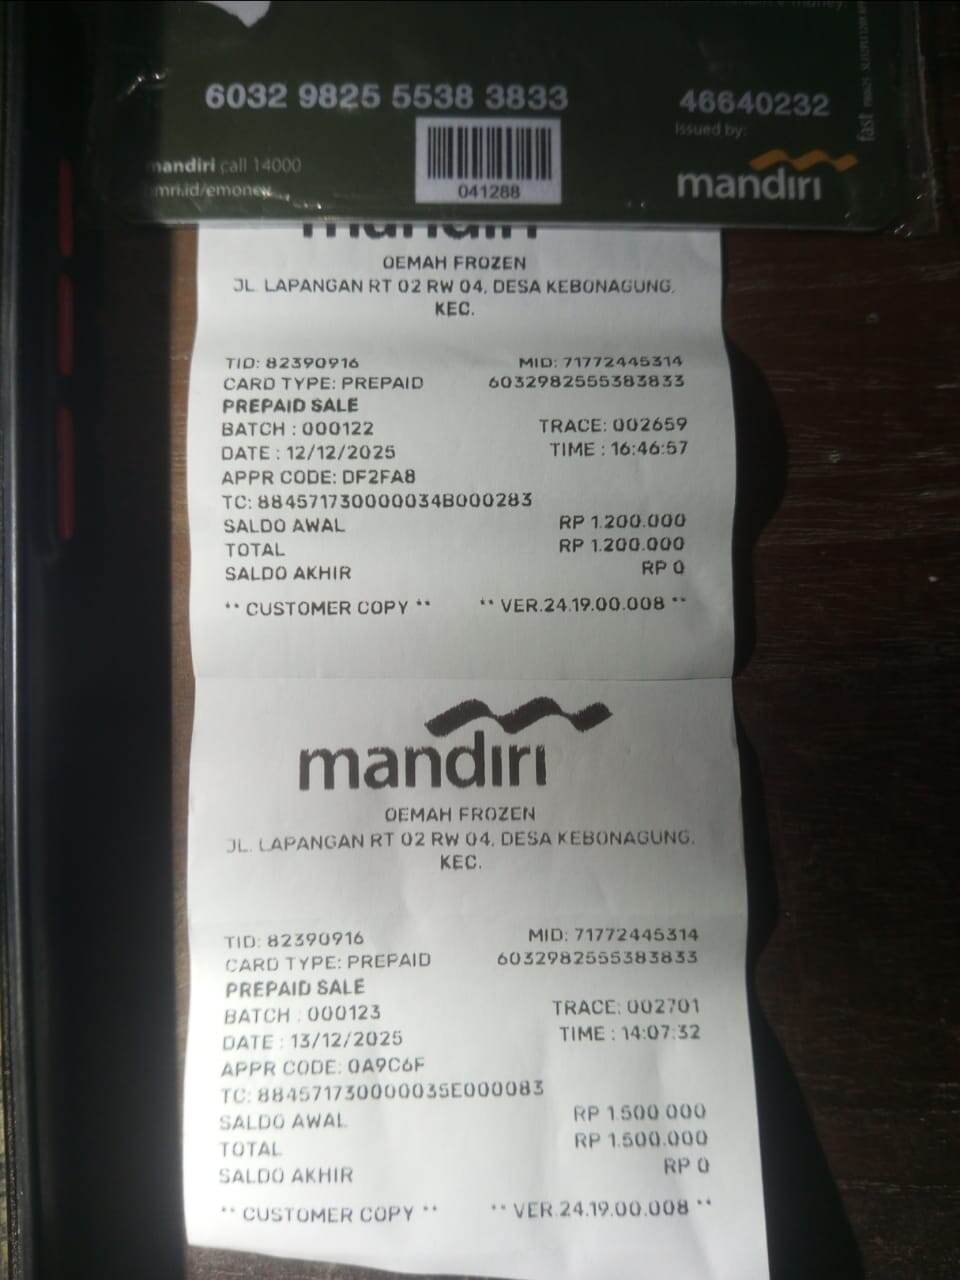 6032 9825 5538 3833
46640232
Issued by:
mandiri
fast
mandiri call 14000
mri.id/emoney
041288
mandiri
OEMAH FROZEN
JL. LAPANGAN RT 02 RW 04, DESA KEBONAGUNG,
KEC.
TID: 82390916 MID: 71772445314
CARD TYPE: PREPAID 6032982555383833
PREPAID SALE
BATCH : 000122 TRACE: 002659
DATE : 12/12/2025 TIME : 16:46:57
APPR CODE: DF2FA8
TC: 884571730000034B000283
SALDO AWAL RP 1.200.000
TOTAL RP 1.200.000
SALDO AKHIR RP 0
** CUSTOMER COPY ** ** VER.24.19.00.008 **
mandiri
OEMAH FROZEN
JL. LAPANGAN RT 02 RW 04, DESA KEBONAGUNG,
KEC.
TID: 82390916 MID: 71772445314
CARD TYPE: PREPAID 6032982555383833
PREPAID SALE
BATCH : 000123 TRACE: 002701
DATE : 13/12/2025 TIME : 14:07:32
APPR CODE: 0A9C6F
TC: 884571730000035E000083
SALDO AWAL RP 1.500.000
TOTAL RP 1.500.000
SALDO AKHIR RP 0
** CUSTOMER COPY ** ** VER.24.19.00.008 **